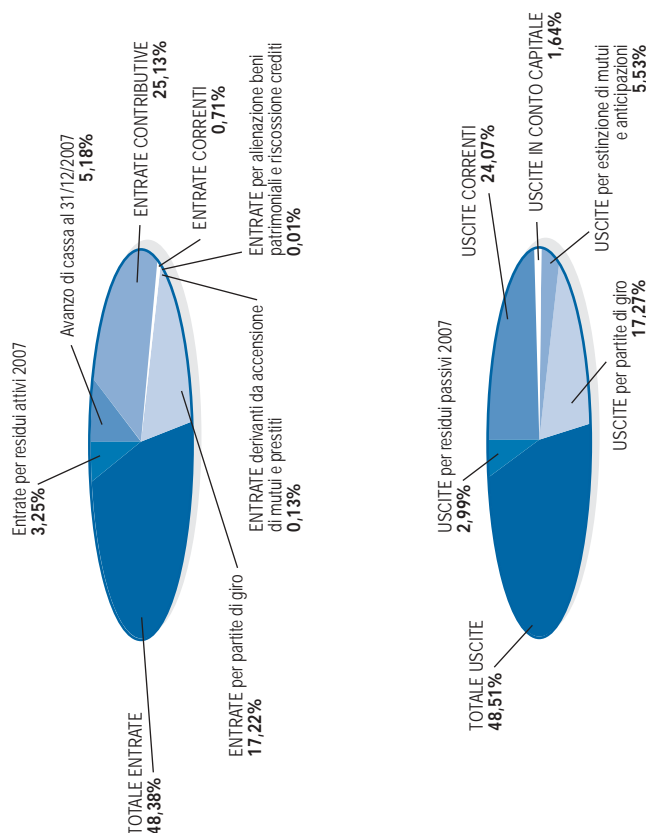 Entrate per residui attivi 2007
3,25%
Avanzo di cassa al 31/12/2007
5,18%
ENTRATE CONTRIBUTIVE
25,13%
ENTRATE CORRENTI
0,71%
ENTRATE per alienazione beni
patrimoniali e riscossione crediti
0,01%
ENTRATE derivanti da accensione
di mutui e prestiti
0,13%
ENTRATE per partite di giro
17,22%
TOTALE ENTRATE
48,38%
USCITE per residui passivi 2007
2,99%
USCITE CORRENTI
24,07%
USCITE IN CONTO CAPITALE
1,64%
USCITE per estinzione di mutui
e anticipazioni
5,53%
USCITE per partite di giro
17,27%
TOTALE USCITE
48,51%